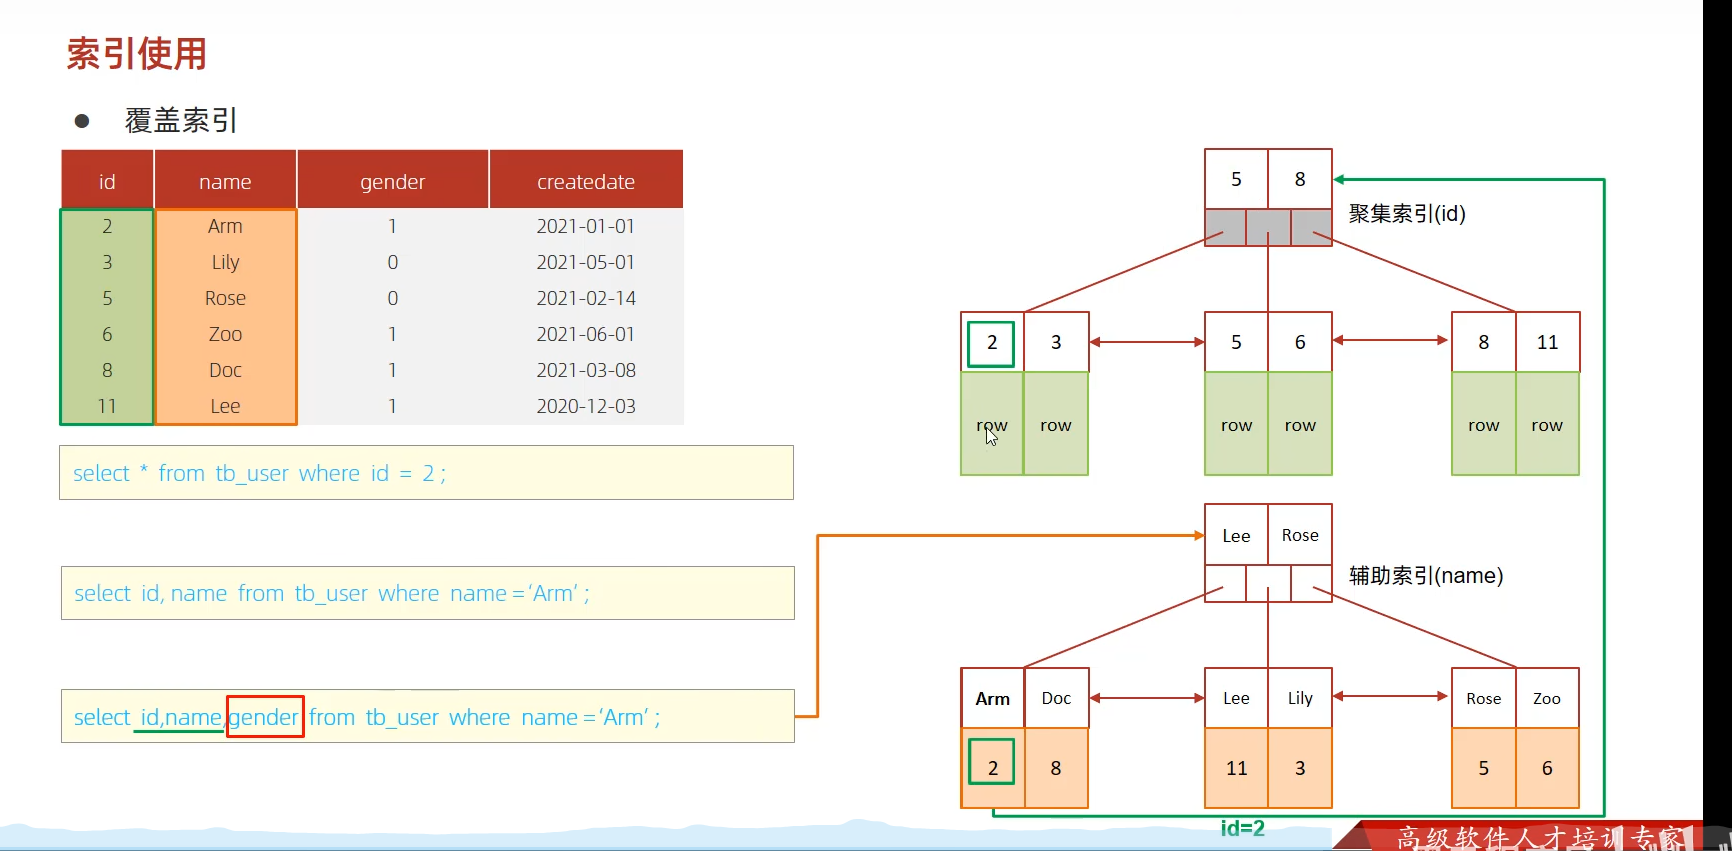 索引使用
● 覆盖索引
id name gender createdate
2 Arm 1 2021-01-01
3 Lily 0 2021-05-01
5 Rose 0 2021-02-14
6 Zoo 1 2021-06-01
8 Doc 1 2021-03-08
11 Lee 1 2020-12-03
select * from tb_user where id = 2 ;
select id, name from tb_user where name = ‘Arm’ ;
select id,name,gender from tb_user where name = ‘Arm’ ;
5 8
聚集索引(id)
2 3 5 6 8 11
row row row row row row
Lee Rose
辅助索引(name)
Arm Doc Lee Lily Rose Zoo
2 8 11 3 5 6
id=2
高级软件人才培训专家